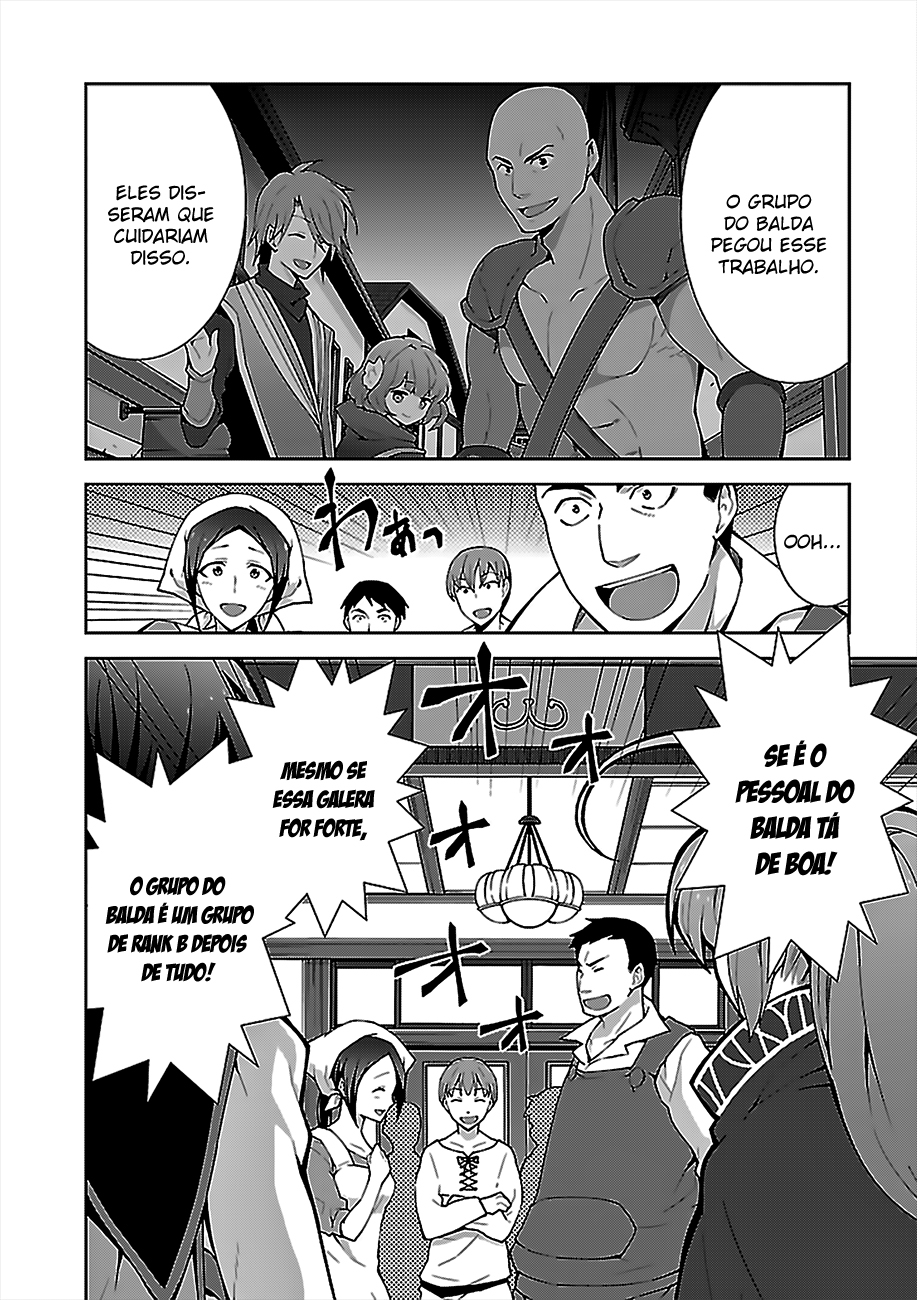 O GRUPO
DO BALDA
PEGOU ESSE
TRABALHO.
ELES DIS-
SERAM QUE
CUIDARIAM
DISSO.
OOH...
わあっ
SE É O
PESSOAL DO
BALDA TÁ
DE BOA!
MESMO SE
ESSA GALERA
FOR FORTE,
O GRUPO DO
BALDA É UM GRUPO
DE RANK B DEPOIS
DE TUDO!
オ
オ
オ
オ
オ